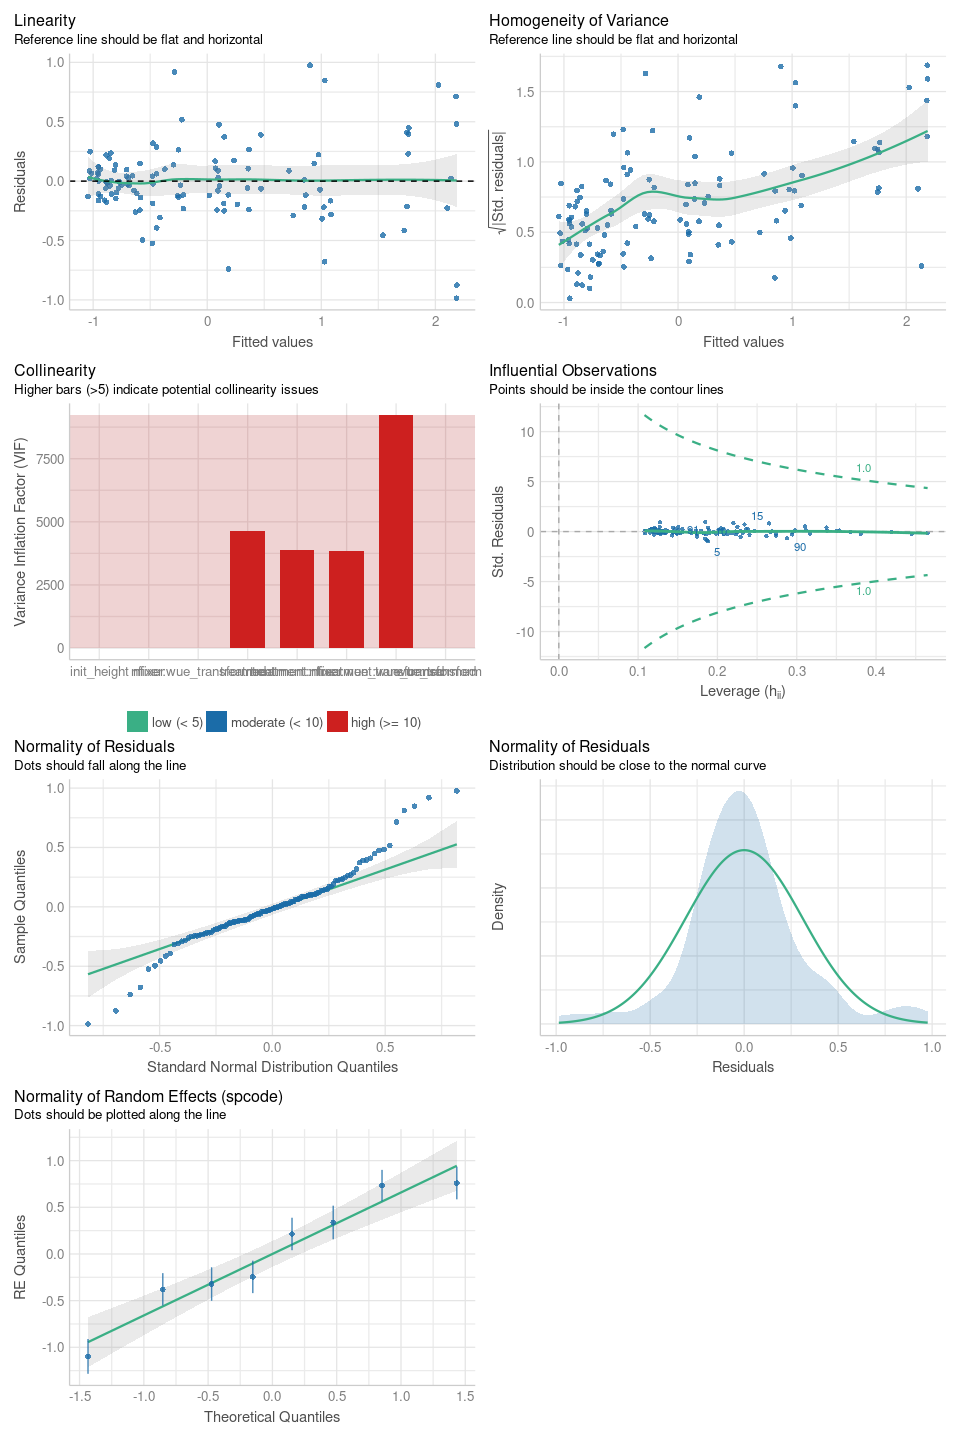 Linearity
Reference line should be flat and horizontal
Residuals
1.0
0.5
0.0
-0.5
-1.0
-1
0
1
2
Fitted values
Homogeneity of Variance
Reference line should be flat and horizontal
√|Std. residuals|
1.5
1.0
0.5
0.0
-1
0
1
2
Fitted values
Collinearity
Higher bars (>5) indicate potential collinearity issues
Variance Inflation Factor (VIF)
7500
5000
2500
0
init_height
low (< 5)
moderate (< 10)
high (>= 10)
Influential Observations
Points should be inside the contour lines
Std. Residuals
10
5
0
-5
-10
1.0
15
5
90
1.0
0.0
0.1
0.2
0.3
0.4
Leverage (hii)
Normality of Residuals
Dots should fall along the line
Sample Quantiles
1.0
0.5
0.0
-0.5
-1.0
-0.5
0.0
0.5
Standard Normal Distribution Quantiles
Normality of Residuals
Distribution should be close to the normal curve
Density
-1.0
-0.5
0.0
0.5
1.0
Residuals
Normality of Random Effects (spcode)
Dots should be plotted along the line
RE Quantiles
1.0
0.5
0.0
-0.5
-1.0
-1.5
-1.0
-0.5
0.0
0.5
1.0
1.5
Theoretical Quantiles